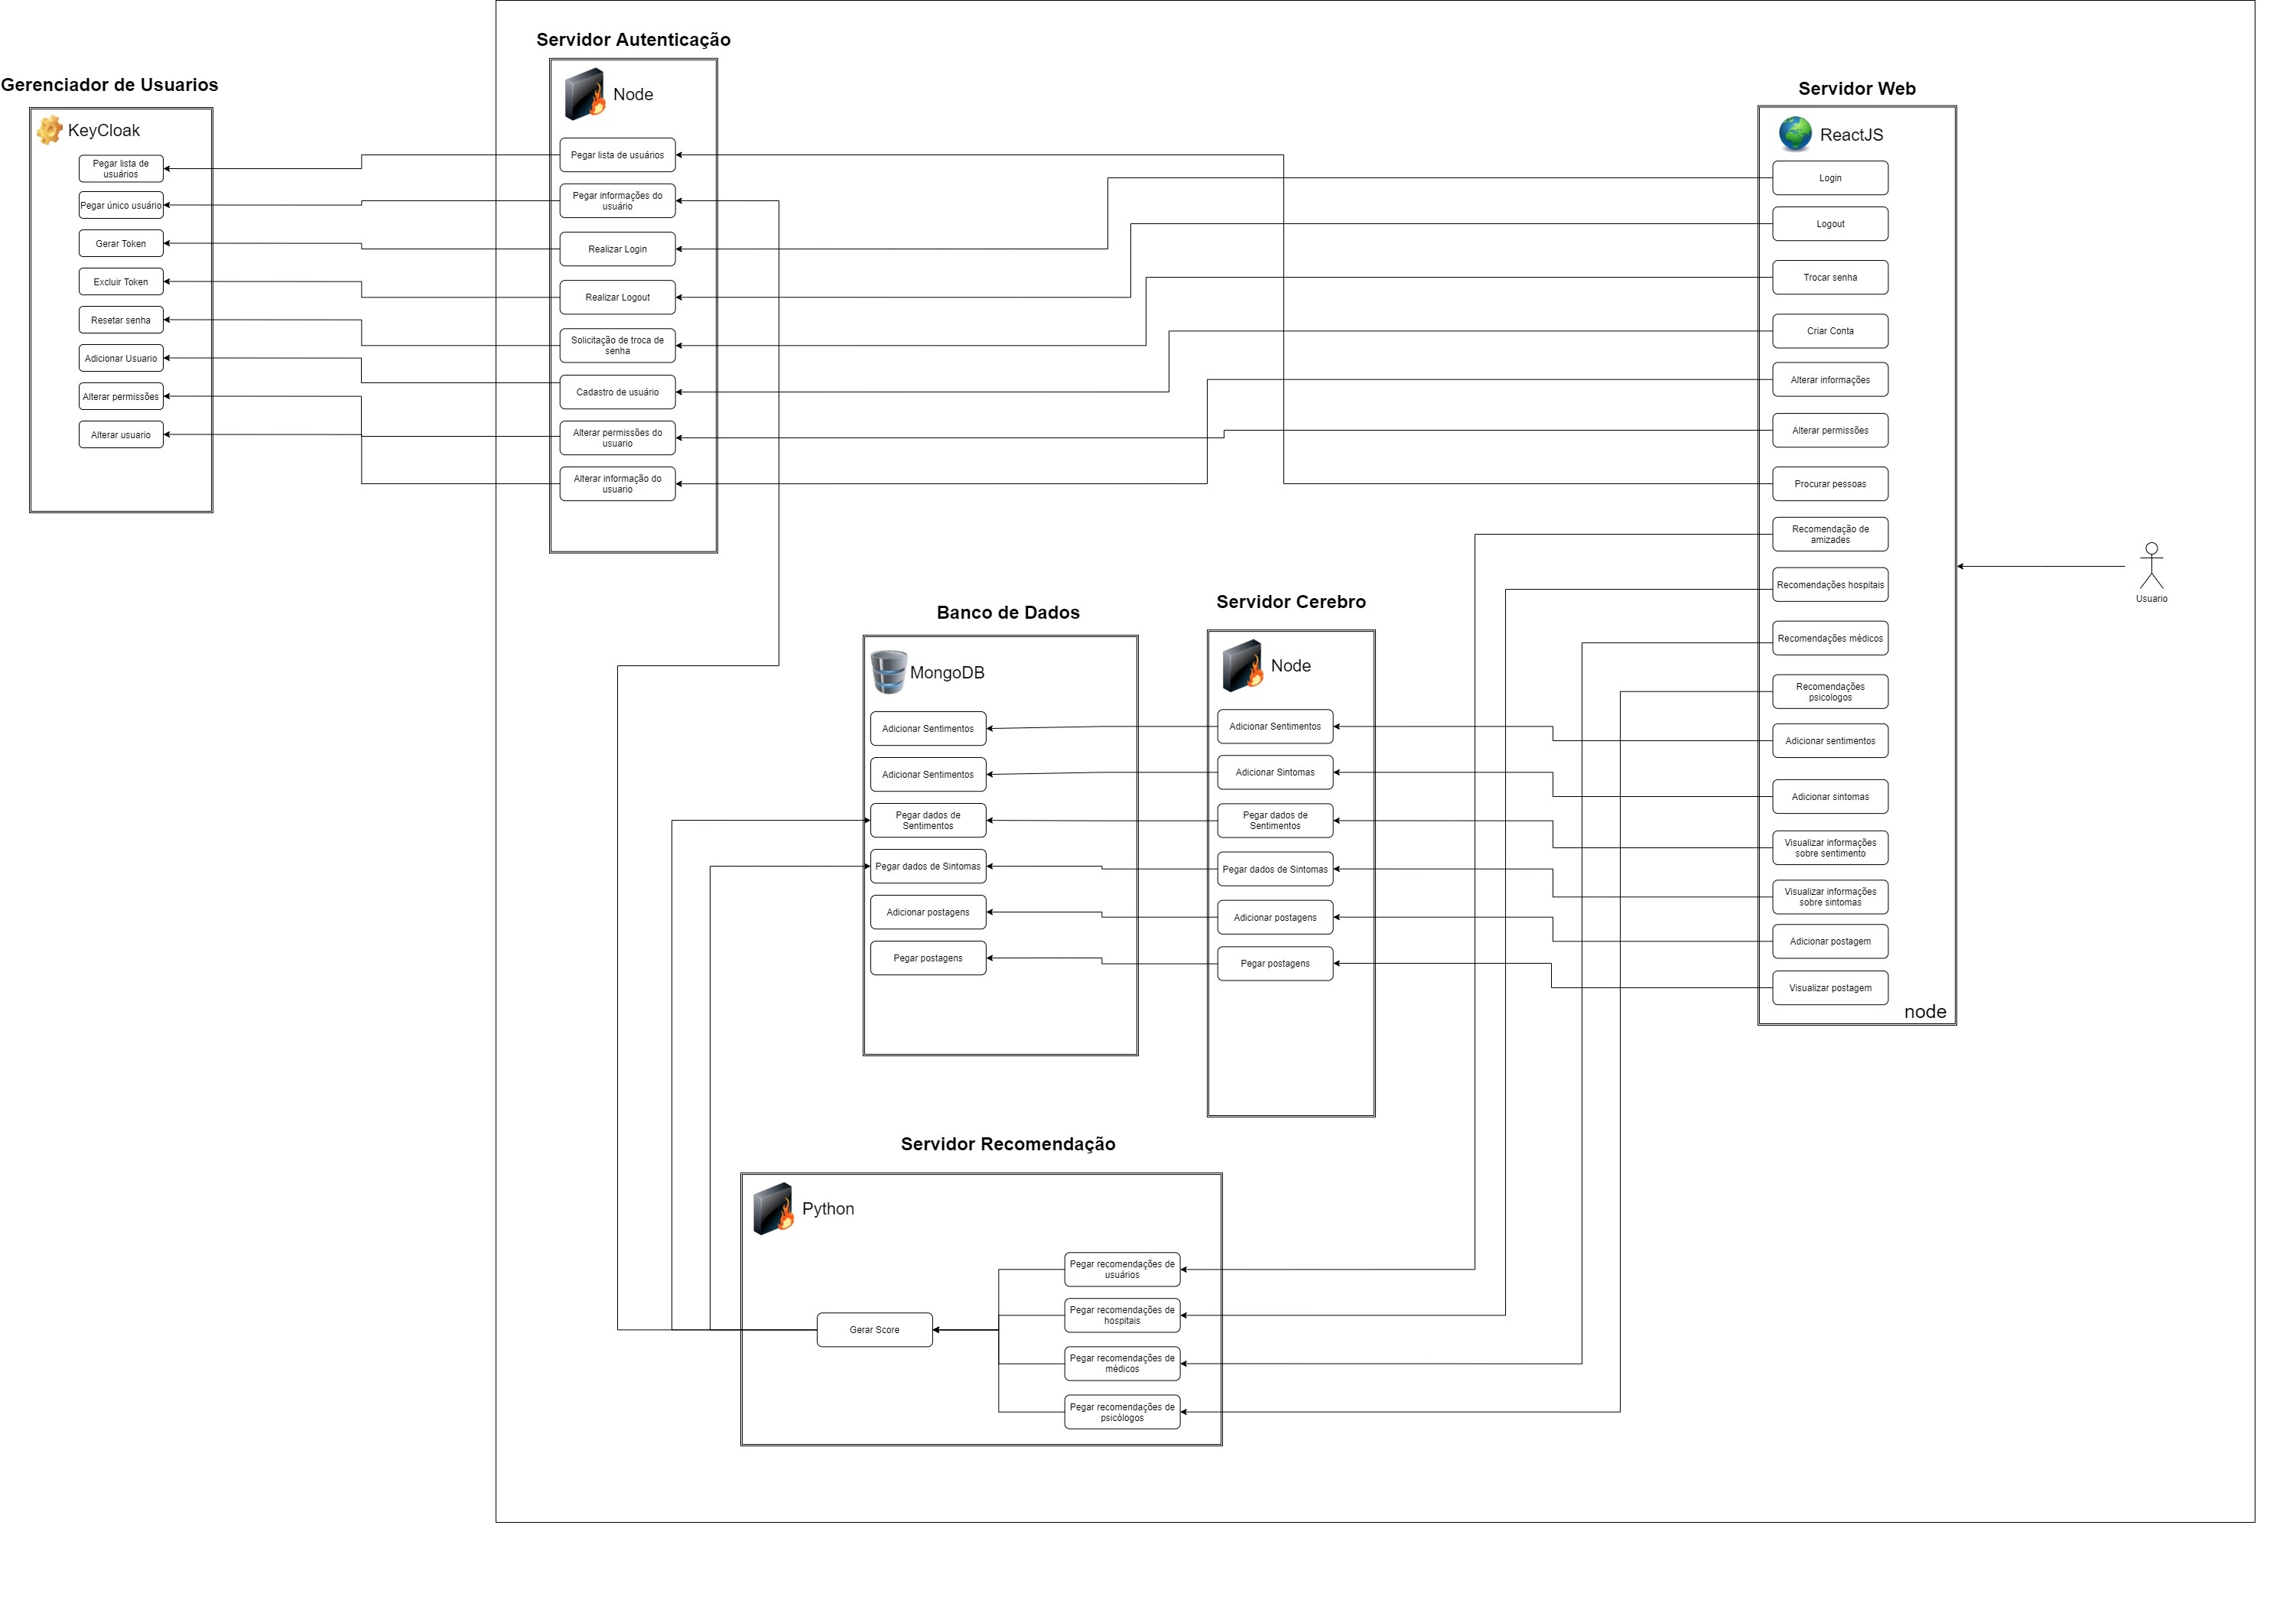 Servidor Autenticação
Gerenciador de Usuarios
Servidor Web
KeyCloak
Pegar lista de
usuários
Pegar único usuário
Gerar Token
Excluir Token
Resetar senha
Adicionar Usuario
Alterar permissões
Alterar usuario
Node
Pegar lista de usuários
Pegar informações do
usuário
Realizar Login
Realizar Logout
Solicitação de troca de
senha
Cadastro de usuário
Alterar permissões do
usuario
Alterar informação do
usuario
ReactJS
Login
Logout
Trocar senha
Criar Conta
Alterar informações
Alterar permissões
Procurar pessoas
Recomendação de
amizades
Recomendações hospitais
Recomendações médicos
Recomendações
psicologos
Adicionar sentimentos
Adicionar sintomas
Visualizar informações
sobre sentimento
Visualizar informações
sobre sintomas
Adicionar postagem
Visualizar postagem
node
Usuario
Banco de Dados
MongoDB
Adicionar Sentimentos
Adicionar Sentimentos
Pegar dados de
Sentimentos
Pegar dados de Sintomas
Adicionar postagens
Pegar postagens
Servidor Cerebro
Node
Adicionar Sentimentos
Adicionar Sintomas
Pegar dados de
Sentimentos
Pegar dados de Sintomas
Adicionar postagens
Pegar postagens
Servidor Recomendação
Python
Gerar Score
Pegar recomendações de
usuários
Pegar recomendações de
hospitais
Pegar recomendações de
médicos
Pegar recomendações de
psicólogos